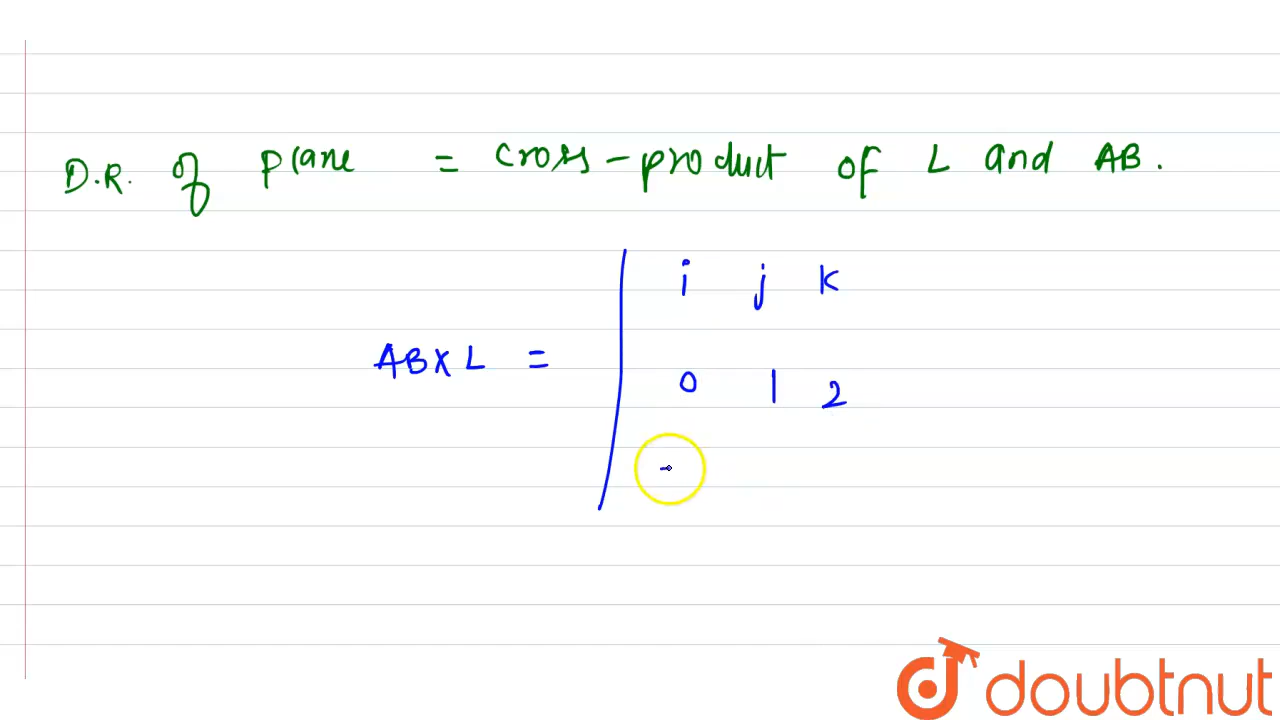 D.R. of plane = cross-product of L and AB.
i j k
AB x L =
0 1 2
-
doubtnut